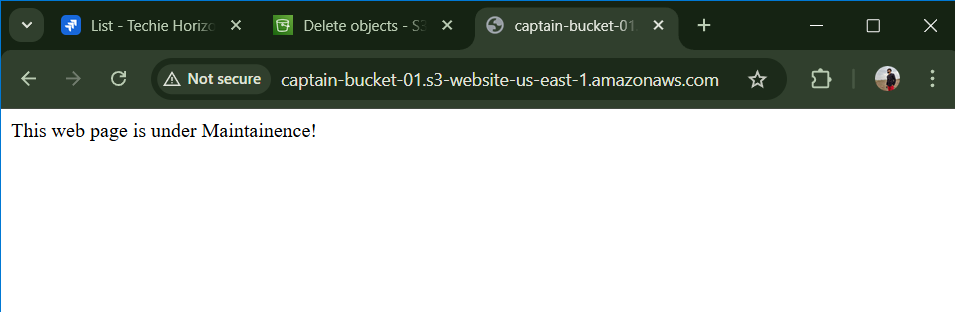 List - Techie Horizo
Delete objects - S3
captain-bucket-01.
Not secure
captain-bucket-01.s3-website-us-east-1.amazonaws.com
This web page is under Maintainence!